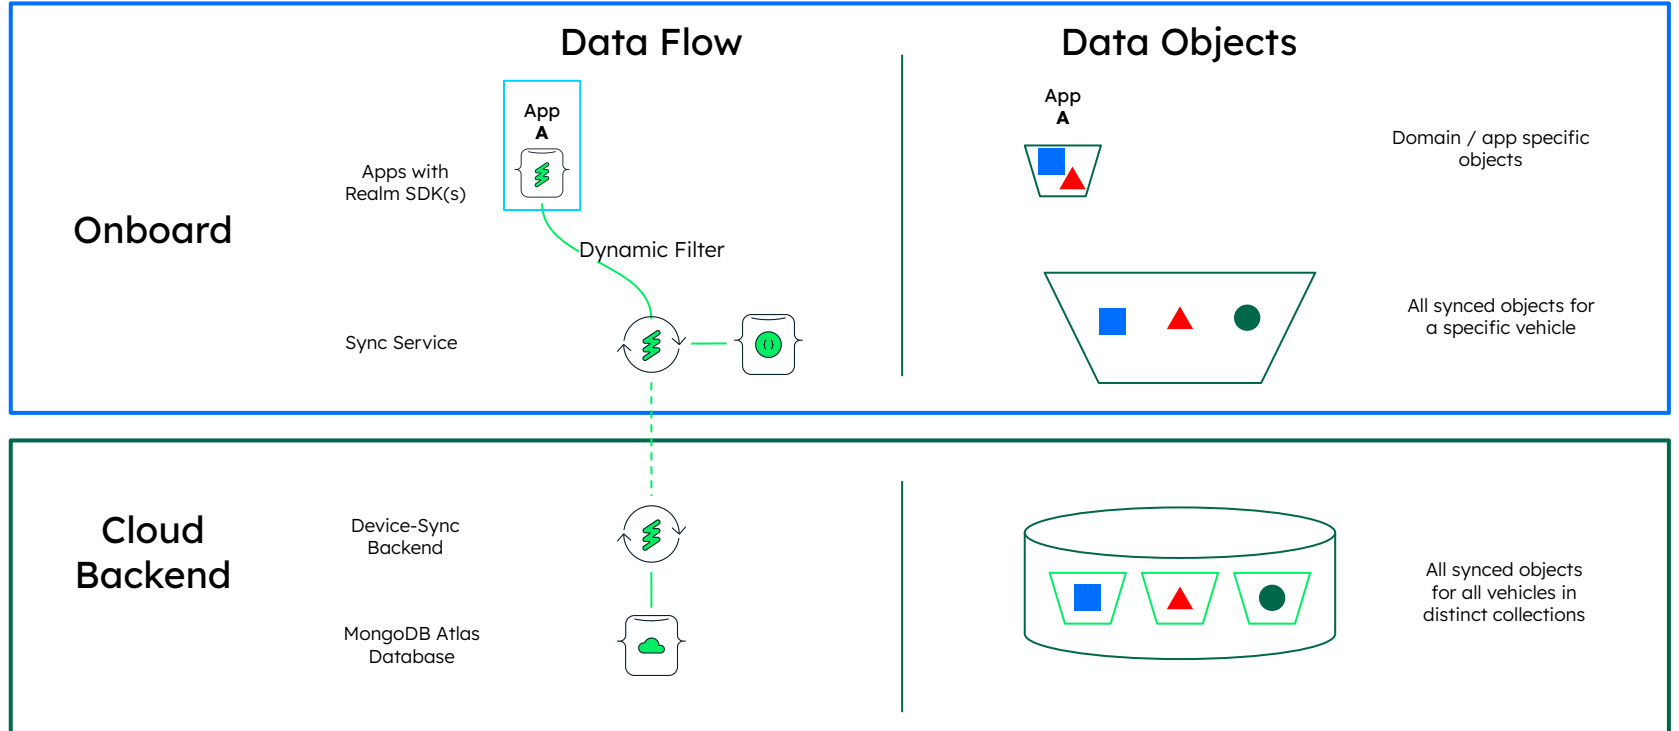 Data Flow
Data Objects
App
A
App
A
Apps with
Realm SDK(s)
Domain / app specific
objects
Onboard
Dynamic Filter
Sync Service
{ }
All synced objects for
a specific vehicle
Cloud
Backend
Device-Sync
Backend
MongoDB Atlas
Database
All synced objects
for all vehicles in
distinct collections